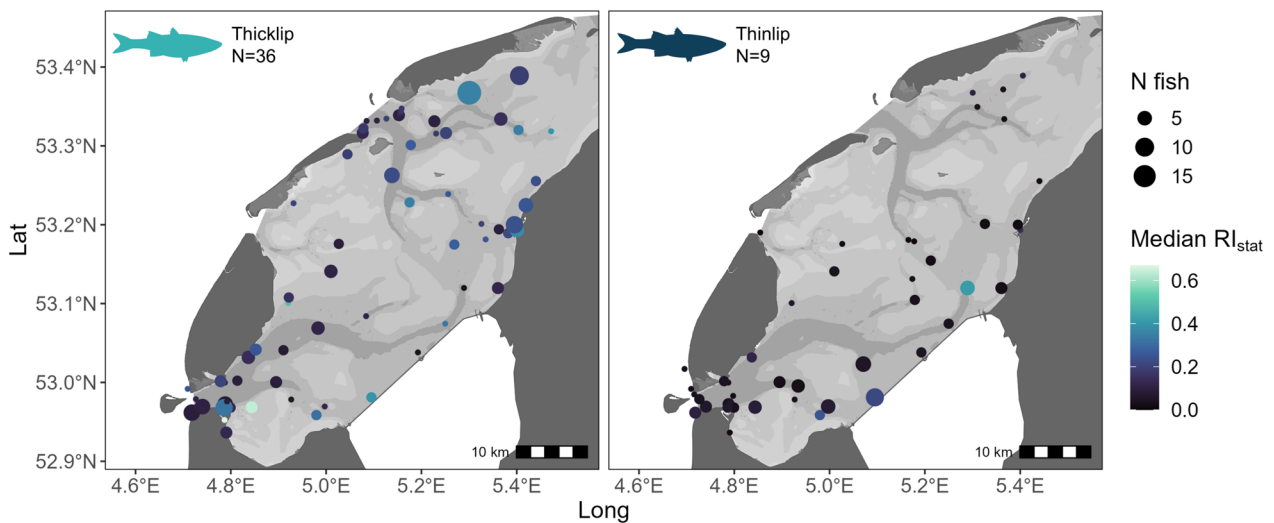 Thicklip
N=36
10 km
Thinlip
N=9
10 km
53.4°N
53.3°N
53.2°N
53.1°N
53.0°N
52.9°N
Lat
4.6°E 4.8°E 5.0°E 5.2°E 5.4°E
4.6°E 4.8°E 5.0°E 5.2°E 5.4°E
Long
N fish
5
10
15
Median RIstat
0.6
0.4
0.2
0.0